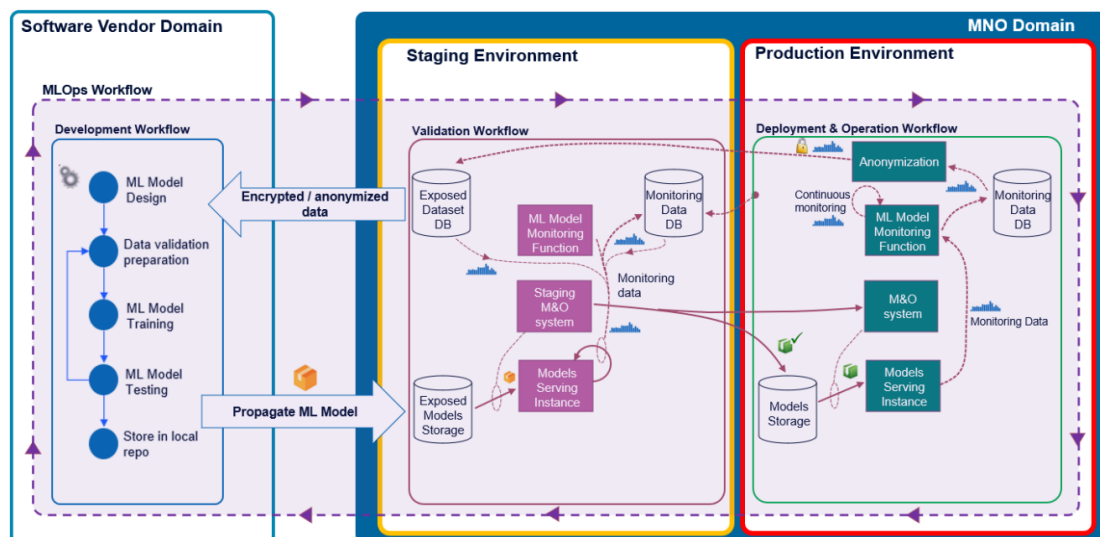 Software Vendor Domain
MNO Domain
Staging Environment
Production Environment
MLOps Workflow
Development Workflow
Validation Workflow
Deployment & Operation Workflow
ML Model
Design
Data validation
preparation
ML Model
Training
ML Model
Testing
Store in local
repo
Encrypted / anonymized
data
Propagate ML Model
Exposed
Dataset
DB
ML Model
Monitoring
Function
Monitoring
Data
DB
Monitoring
data
Staging
M&O
system
Exposed
Models
Storage
Models
Serving
Instance
Anonymization
Continuous
monitoring
ML Model
Monitoring
Function
Monitoring
Data
DB
M&O
system
Monitoring Data
Models
Storage
Models
Serving
Instance